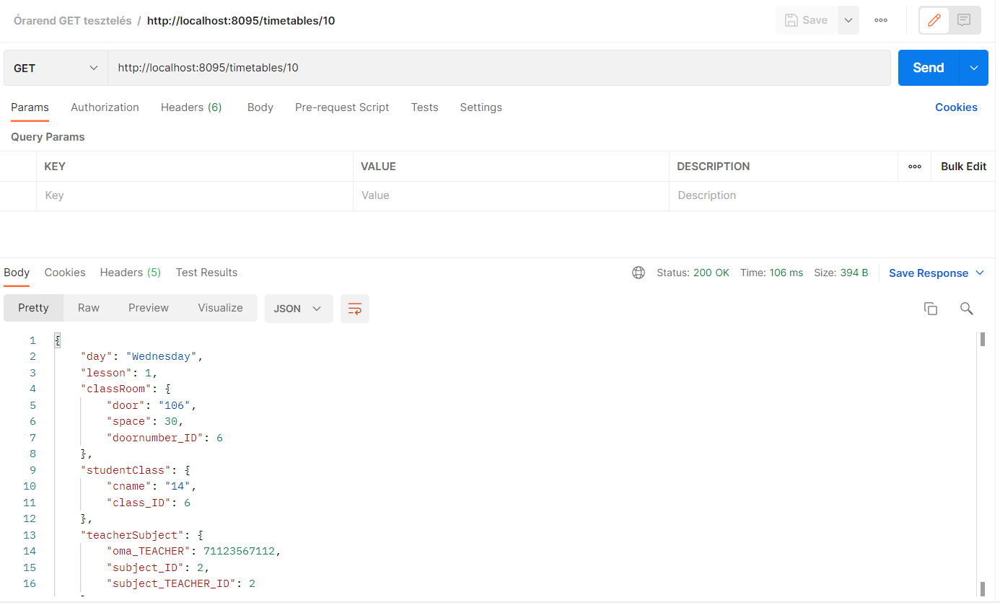 Órarend GET tesztelés / http://localhost:8095/timetables/10 Save
GET http://localhost:8095/timetables/10 Send
Params Authorization Headers (6) Body Pre-request Script Tests Settings Cookies
Query Params
KEY VALUE DESCRIPTION Bulk Edit
Key Value Description
Body Cookies Headers (5) Test Results Status: 200 OK Time: 106 ms Size: 394 B Save Response
Pretty Raw Preview Visualize JSON
1 {
2 "day": "Wednesday",
3 "lesson": 1,
4 "classRoom": {
5 "door": "106",
6 "space": 30,
7 "doornumber_ID": 6
8 },
9 "studentClass": {
10 "cname": "14",
11 "class_ID": 6
12 },
13 "teacherSubject": {
14 "oma_TEACHER": 71123567112,
15 "subject_ID": 2,
16 "subject_TEACHER_ID": 2